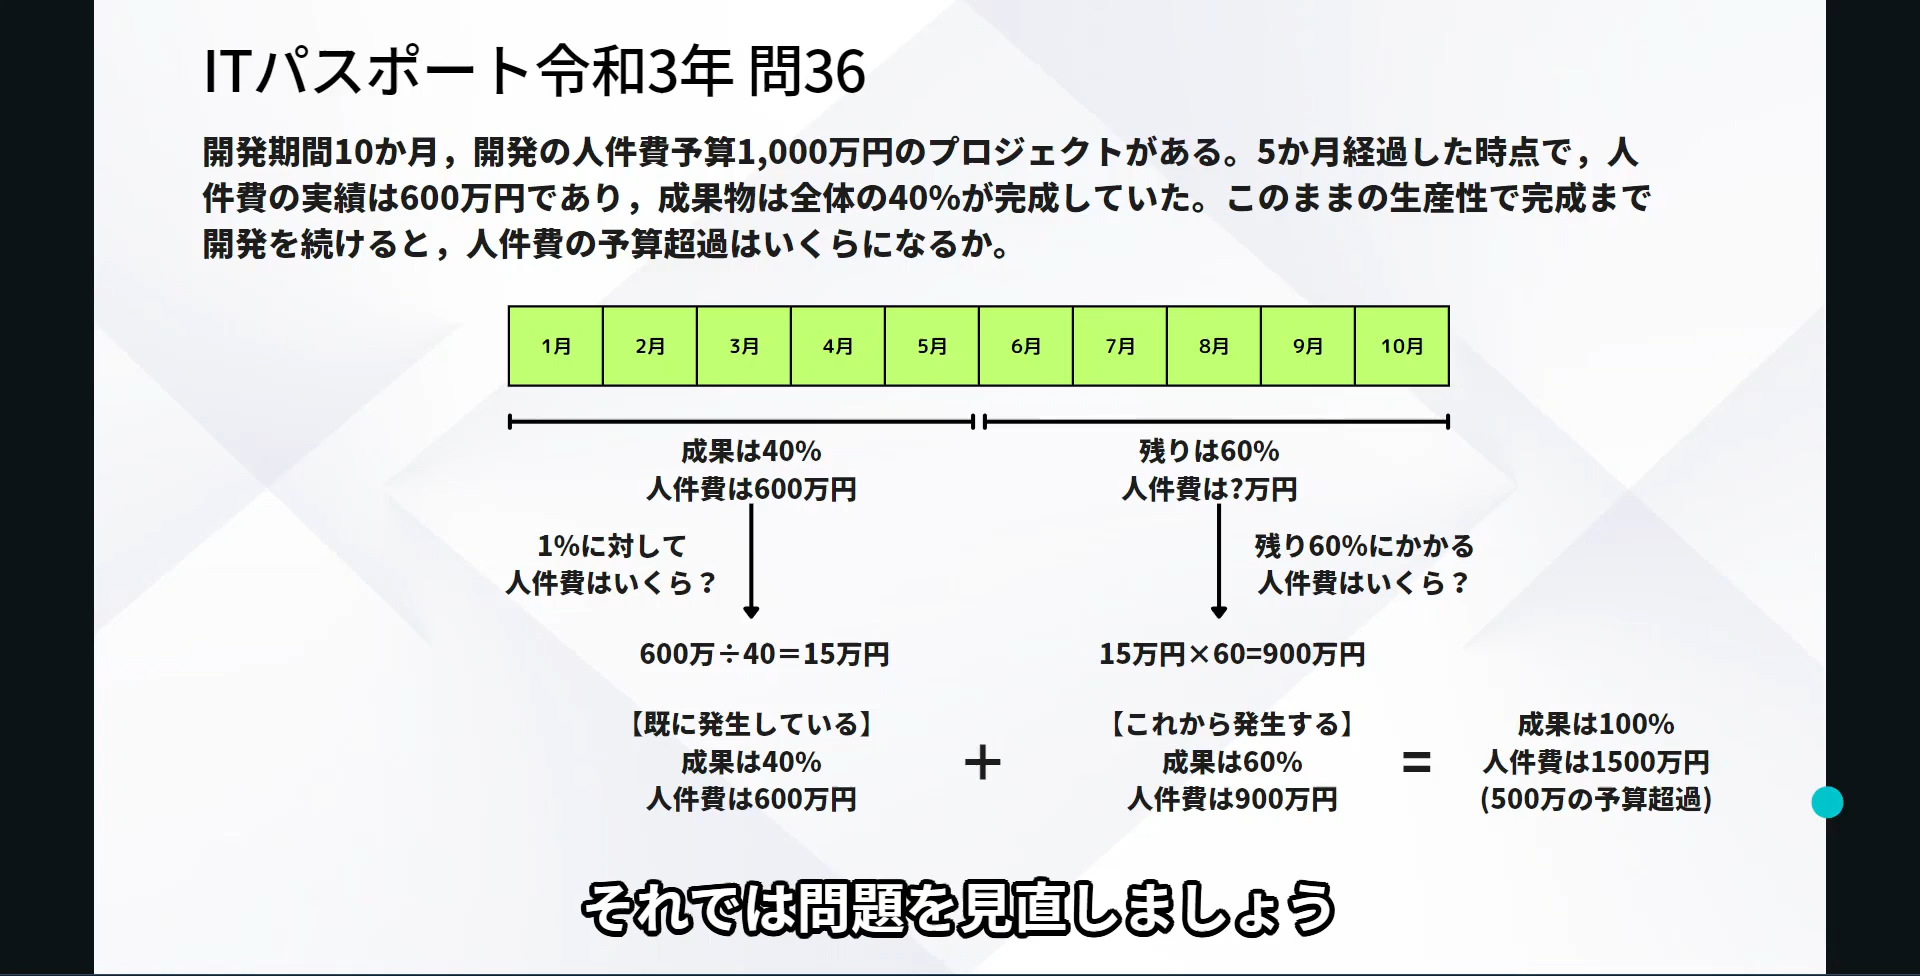 ITパスポート令和3年 問36
開発期間10か月，開発の人件費予算1,000万円のプロジェクトがある。5か月経過した時点で，人
件費の実績は600万円であり，成果物は全体の40%が完成していた。このままの生産性で完成まで
開発を続けると，人件費の予算超過はいくらになるか。
1月 2月 3月 4月 5月 6月 7月 8月 9月 10月
成果は40%
人件費は600万円
残りは60%
人件費は?万円
1%に対して
人件費はいくら？
残り60%にかかる
人件費はいくら？
600万÷40＝15万円
15万円×60=900万円
【既に発生している】
成果は40%
人件費は600万円
＋
【これから発生する】
成果は60%
人件費は900万円
=
成果は100%
人件費は1500万円
(500万の予算超過)
それでは問題を見直しましょう